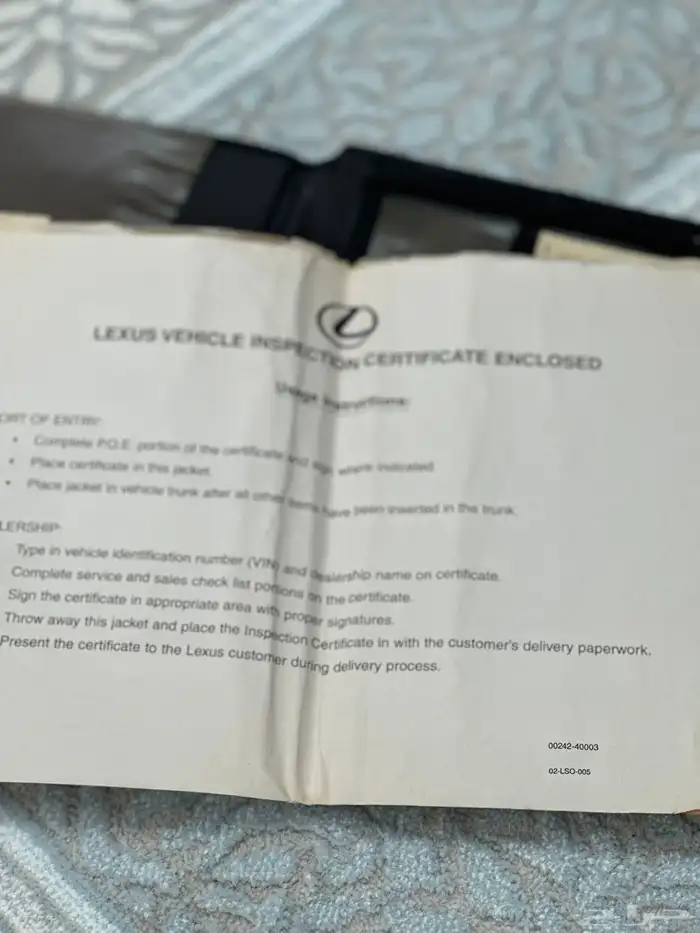 LEXUS VEHICLE INSPECTION CERTIFICATE ENCLOSED
Usage Instructions:
ORT OF ENTRY:
• Complete P.O.E. portion of the certificate and sign where indicated.
• Place certificate in this jacket.
• Place jacket in vehicle trunk after all other items have been inserted in the trunk.
LERSHIP:
Type in vehicle identification number (VIN) and dealership name on certificate.
Complete service and sales check list portions on the certificate.
Sign the certificate in appropriate area with proper signatures.
Throw away this jacket and place the Inspection Certificate in with the customer's delivery paperwork.
Present the certificate to the Lexus customer during delivery process.
00242-40003
02-LSO-005
حراج